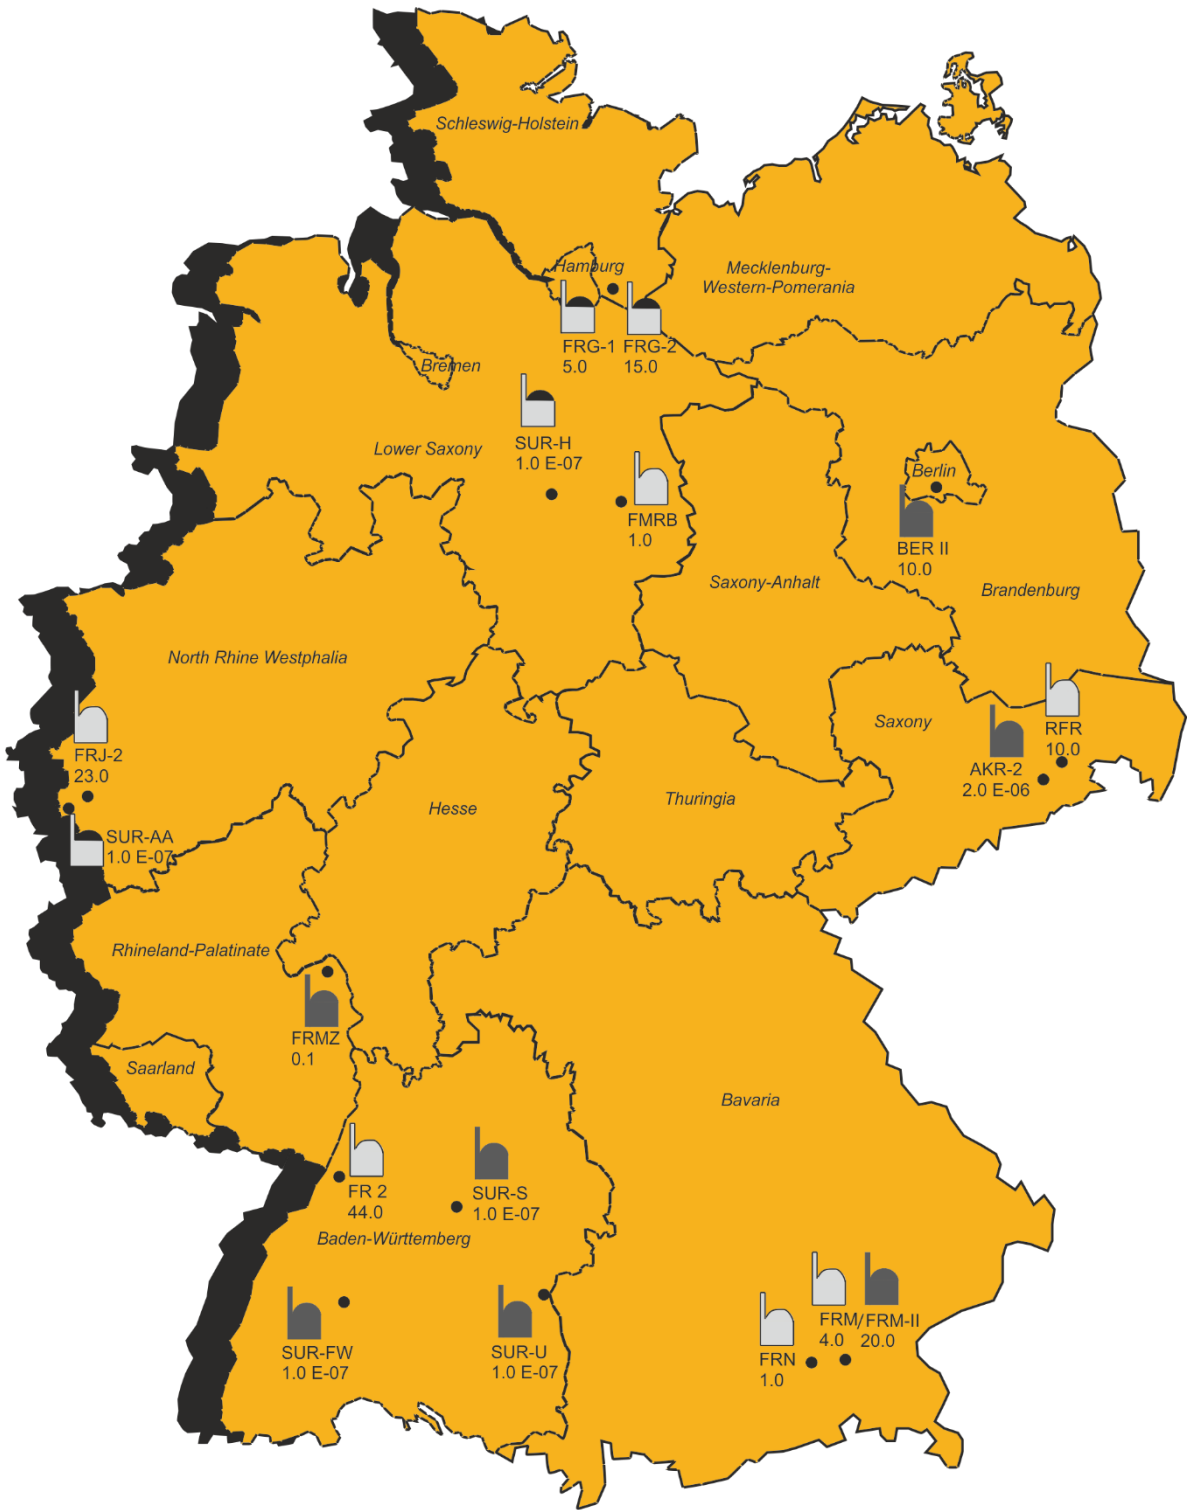 Schleswig-Holstein
Hamburg
Mecklenburg-
Western-Pomerania
FRG-1
5.0
FRG-2
15.0
Bremen
SUR-H
1.0 E-07
Lower Saxony
FMRB
1.0
Berlin
BER II
10.0
Saxony-Anhalt
Brandenburg
North Rhine Westphalia
FRJ-2
23.0
Saxony
RFR
10.0
AKR-2
2.0 E-06
Hesse
Thuringia
SUR-AA
1.0 E-07
Rhineland-Palatinate
FRMZ
0.1
Saarland
Bavaria
FR 2
44.0
SUR-S
1.0 E-07
Baden-Württemberg
SUR-FW
1.0 E-07
SUR-U
1.0 E-07
FRM/FRM-II
4.0 20.0
FRN
1.0